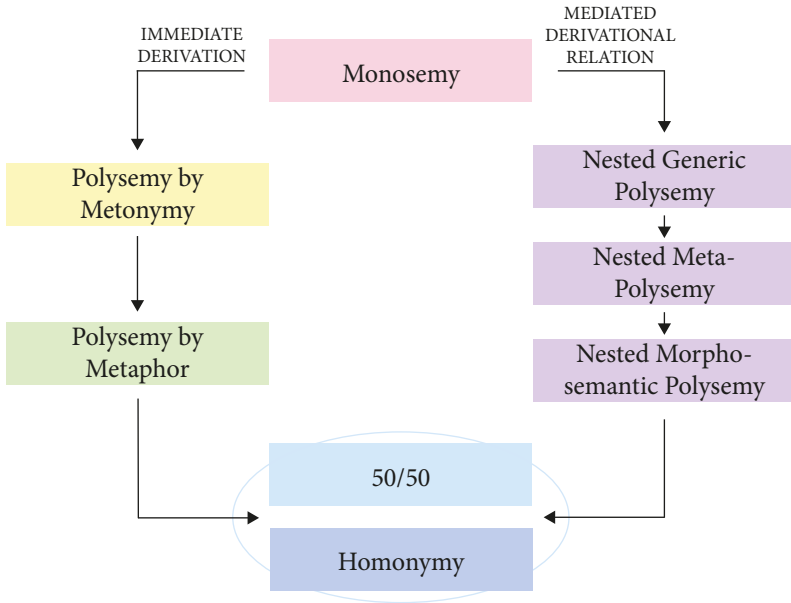 IMMEDIATE
DERIVATION
Monosemy
MEDIATED
DERIVATIONAL
RELATION
Polysemy by
Metonymy
Nested Generic
Polysemy
Nested Meta-
Polysemy
Polysemy by
Metaphor
Nested Morpho-
semantic Polysemy
50/50
Homonymy